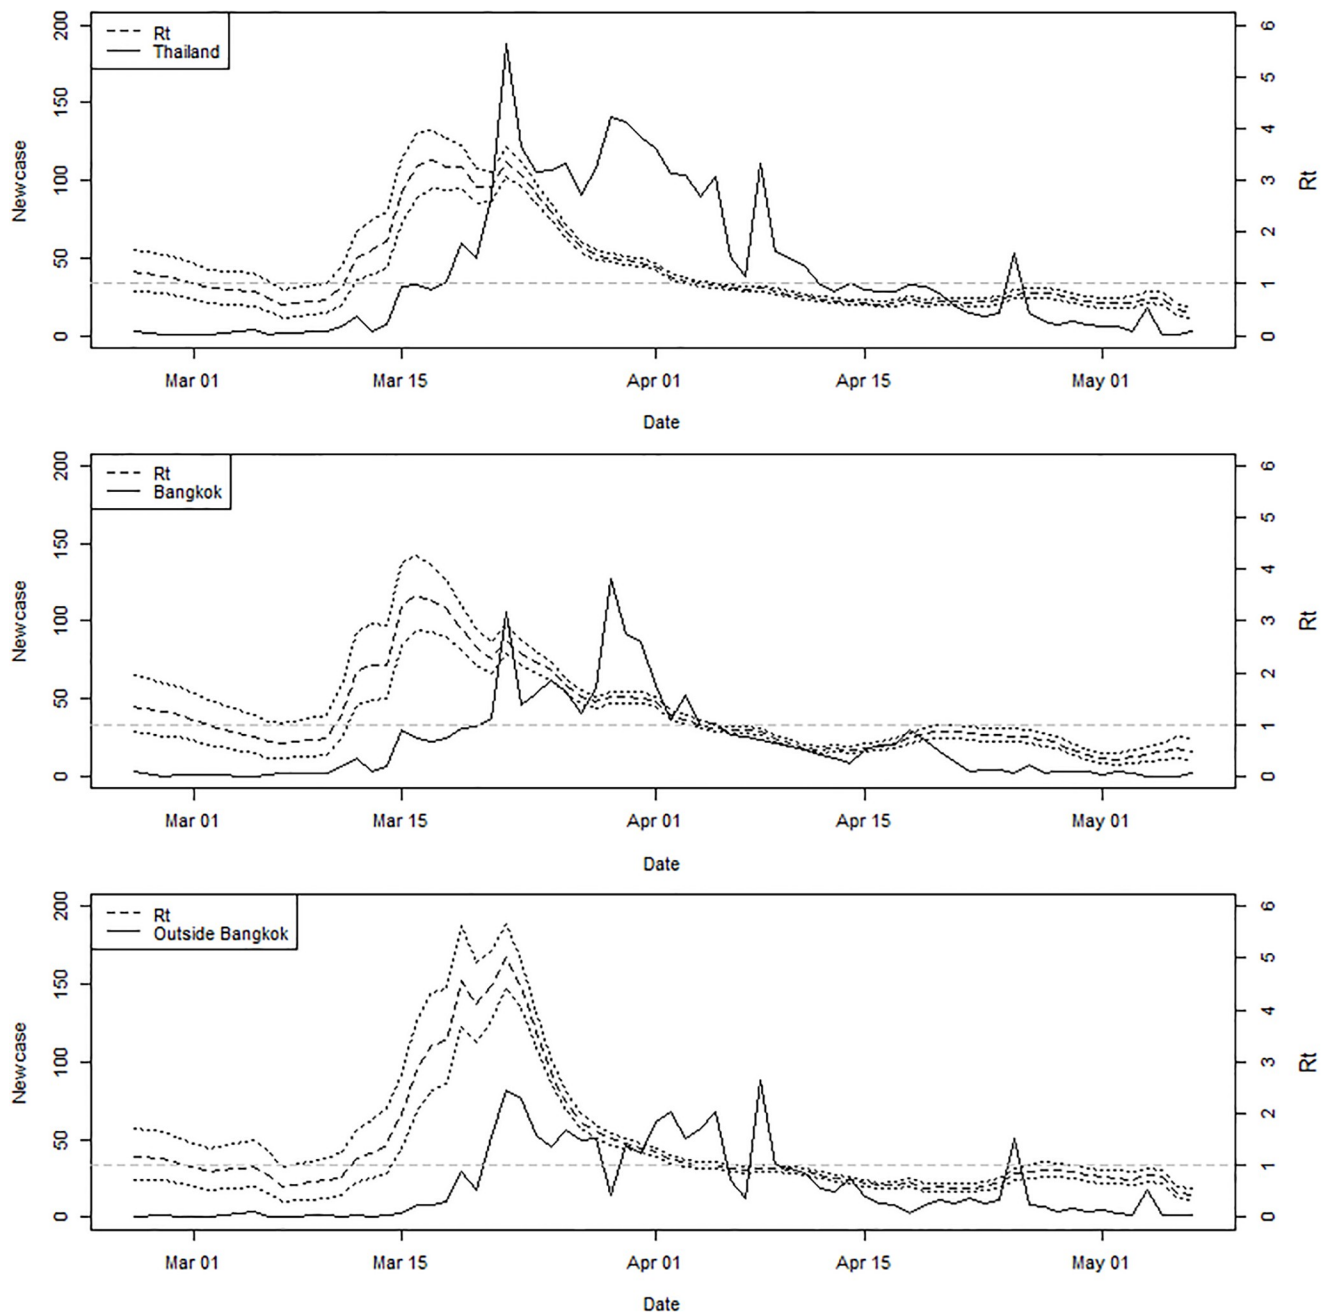 Rt
Thailand
200
150
100
50
0
Newcase
6
5
4
3
2
1
0
Rt
Mar 01
Mar 15
Apr 01
Apr 15
May 01
Date
Rt
Bangkok
200
150
100
50
0
Newcase
6
5
4
3
2
1
0
Rt
Mar 01
Mar 15
Apr 01
Apr 15
May 01
Date
Rt
Outside Bangkok
200
150
100
50
0
Newcase
6
5
4
3
2
1
0
Rt
Mar 01
Mar 15
Apr 01
Apr 15
May 01
Date